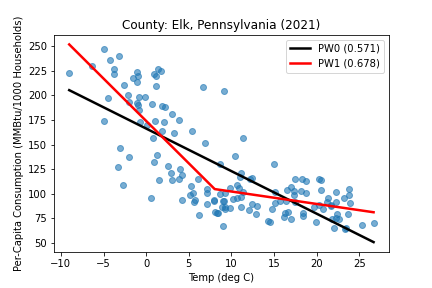 County: Elk, Pennsylvania (2021)
PW0 (0.571)
PW1 (0.678)
Per-Capita Consumption (MMBtu/1000 Households)
250
225
200
175
150
125
100
75
50
−10 −5 0 5 10 15 20 25
Temp (deg C)